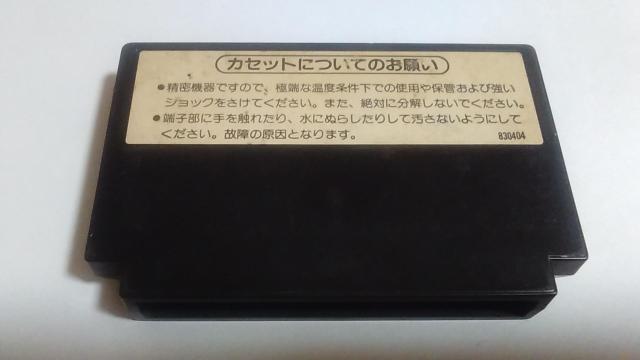 カセットについてのお願い
●精密機器ですので、極端な温度条件下での使用や保管および強い
ショックをさけてください。また、絶対に分解しないでください。
●端子部に手を触れたり、水にぬらしたりして汚さないようにして
ください。故障の原因となります。
830404